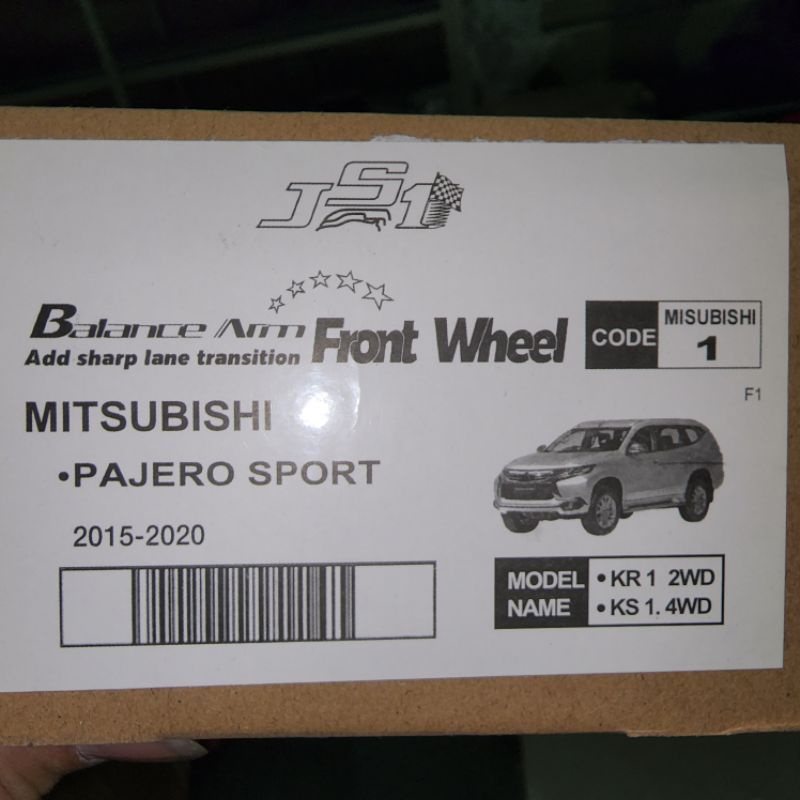 JS1
Balance Arm
Add sharp lane transition
Front Wheel
CODE
MISUBISHI
1
F1
MITSUBISHI
•PAJERO SPORT
2015-2020
MODEL NAME
• KR 1 2WD
• KS 1. 4WD